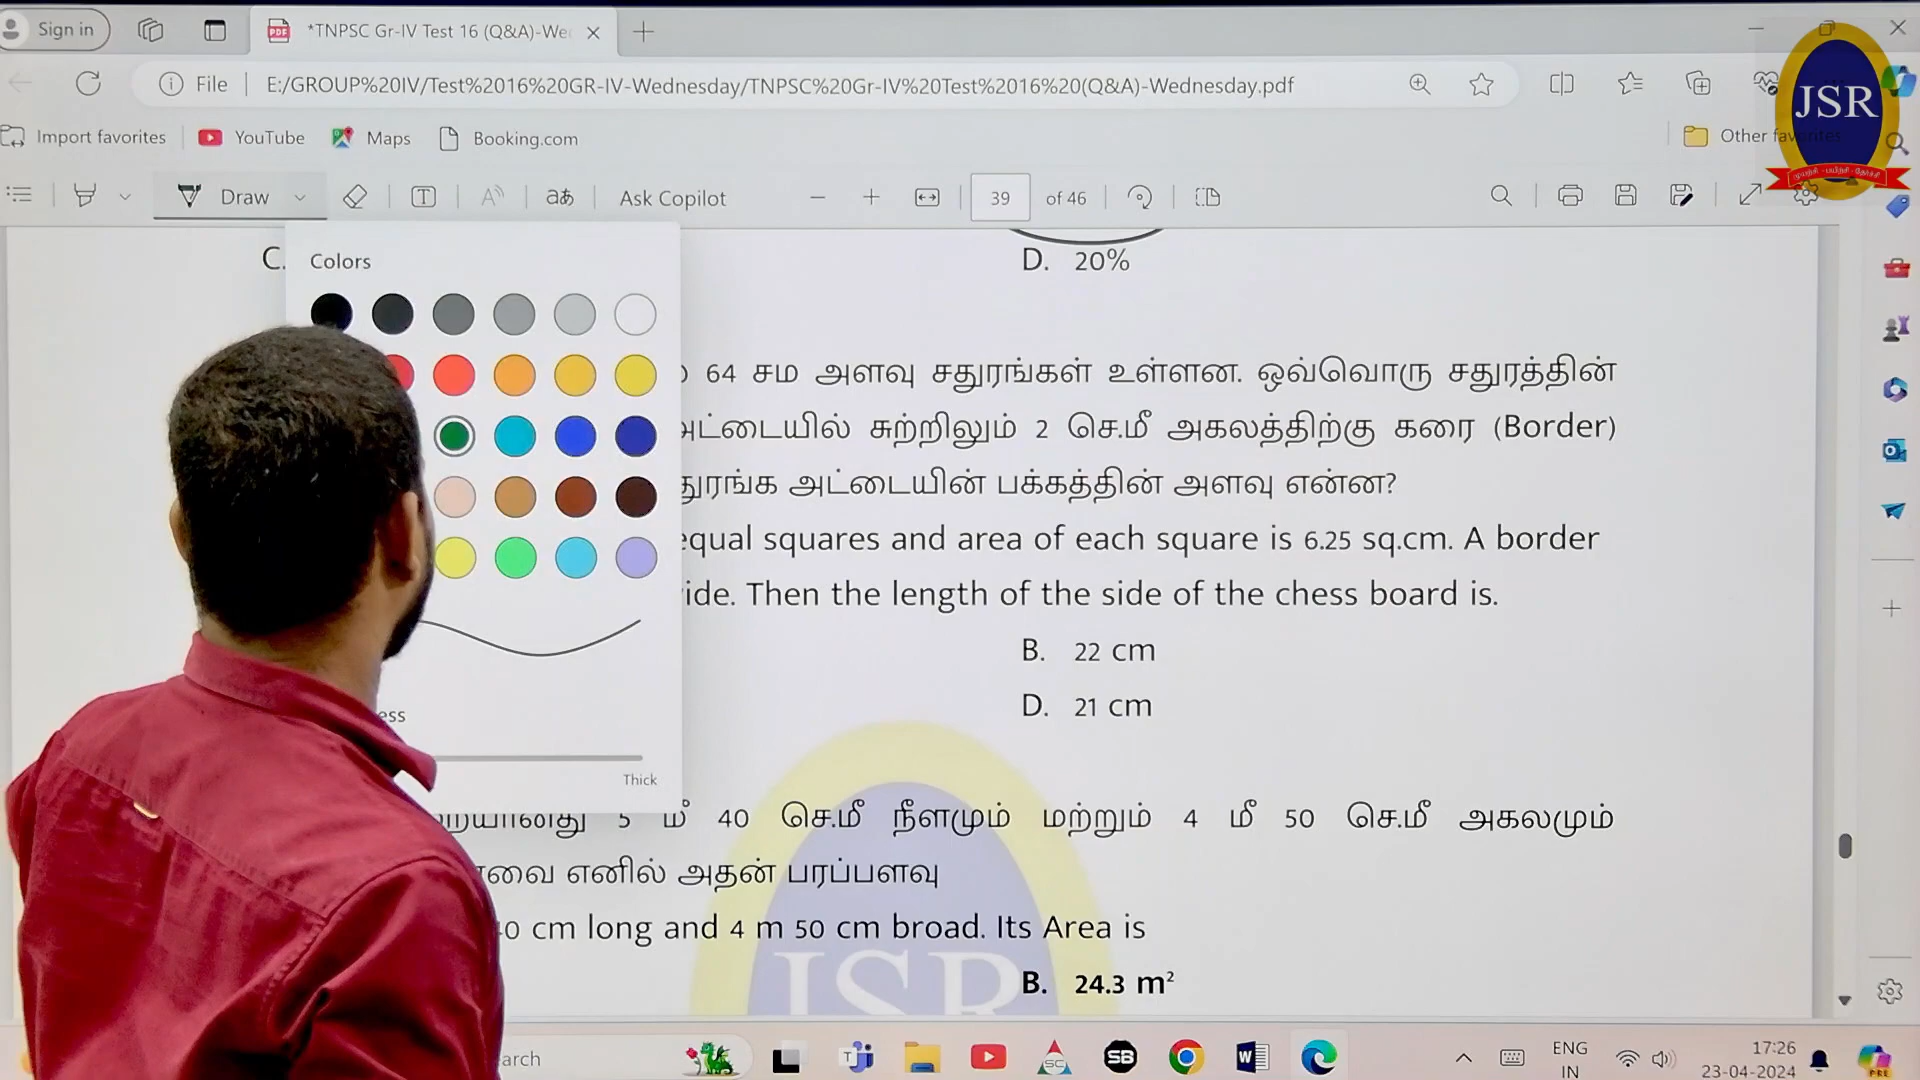 Sign in
*TNPSC Gr-IV Test 16 (Q&A)-We
File
E:/GROUP%20IV/Test%2016%20GR-IV-Wednesday/TNPSC%20Gr-IV%20Test%2016%20(Q&A)-Wednesday.pdf
Import favorites
YouTube
Maps
Booking.com
Other favorites
JSR
முயற்சி - பயிற்சி - தேர்ச்சி
Draw
Ask Copilot
39 of 46
C.
Colors
D. 20%
64 சம அளவு சதுரங்கள் உள்ளன. ஒவ்வொரு சதுரத்தின்
அட்டையில் சுற்றிலும் 2 செ.மீ அகலத்திற்கு கரை (Border)
துரங்க அட்டையின் பக்கத்தின் அளவு என்ன?
equal squares and area of each square is 6.25 sq.cm. A border
ide. Then the length of the side of the chess board is.
B. 22 cm
D. 21 cm
ess
Thick
றையானது 5 மீ 40 செ.மீ நீளமும் மற்றும் 4 மீ 50 செ.மீ அகலமும்
எனில் அதன் பரப்பளவு
40 cm long and 4 m 50 cm broad. Its Area is
JSR
B. 24.3 m²
arch
ENG
IN
17:26
23-04-2024